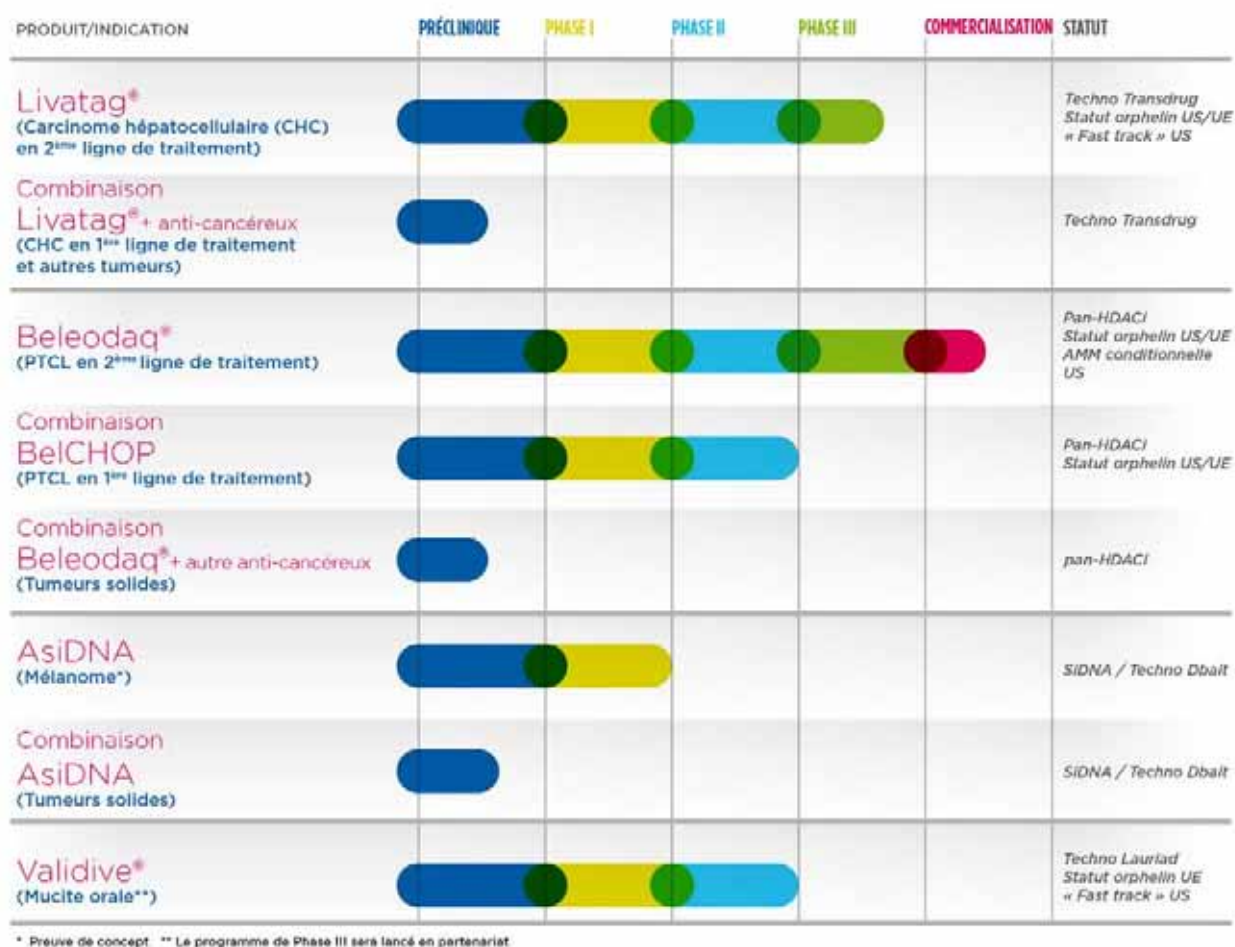 PRODUIT/INDICATION PRÉCLINIQUE PHASE I PHASE II PHASE III COMMERCIALISATION STATUT
Livatag®
(Carcinome hépatocellulaire (CHC)
en 2ème ligne de traitement)
Techno Transdrug
Statut orphelin US/UE
« Fast track » US
Combinaison
Livatag® + anti-cancéreux
(CHC en 1ère ligne de traitement
et autres tumeurs)
Techno Transdrug
Beleodaq®
(PTCL en 2ème ligne de traitement)
Pan-HDACi
Statut orphelin US/UE
AMM conditionnelle
US
Combinaison
BelCHOP
(PTCL en 1ère ligne de traitement)
Pan-HDACi
Statut orphelin US/UE
Combinaison
Beleodaq® + autre anti-cancéreux
(Tumeurs solides)
pan-HDACi
AsiDNA
(Mélanome*)
SiDNA / Techno Dbait
Combinaison
AsiDNA
(Tumeurs solides)
SiDNA / Techno Dbait
Validive®
(Mucite orale**)
Techno Lauriad
Statut orphelin UE
« Fast track » US
* Preuve de concept ** Le programme de Phase III sera lancé en partenariat